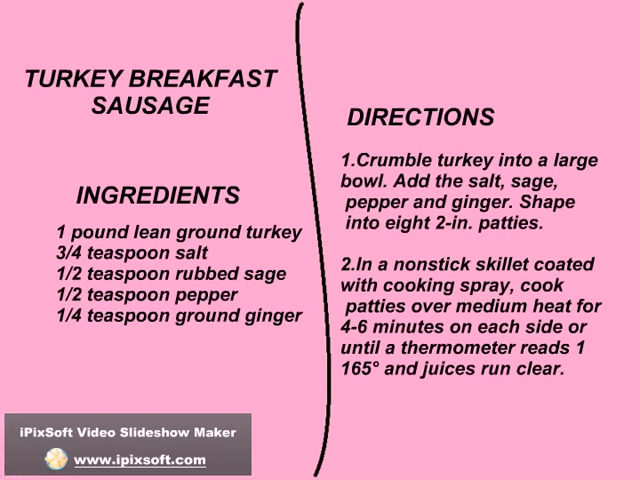 TURKEY BREAKFAST
SAUSAGE
INGREDIENTS
1 pound lean ground turkey
3/4 teaspoon salt
1/2 teaspoon rubbed sage
1/2 teaspoon pepper
1/4 teaspoon ground ginger
DIRECTIONS
1.Crumble turkey into a large
bowl. Add the salt, sage,
pepper and ginger. Shape
into eight 2-in. patties.
2.In a nonstick skillet coated
with cooking spray, cook
patties over medium heat for
4-6 minutes on each side or
until a thermometer reads 1
165° and juices run clear.
iPixSoft Video Slideshow Maker
www.ipixsoft.com